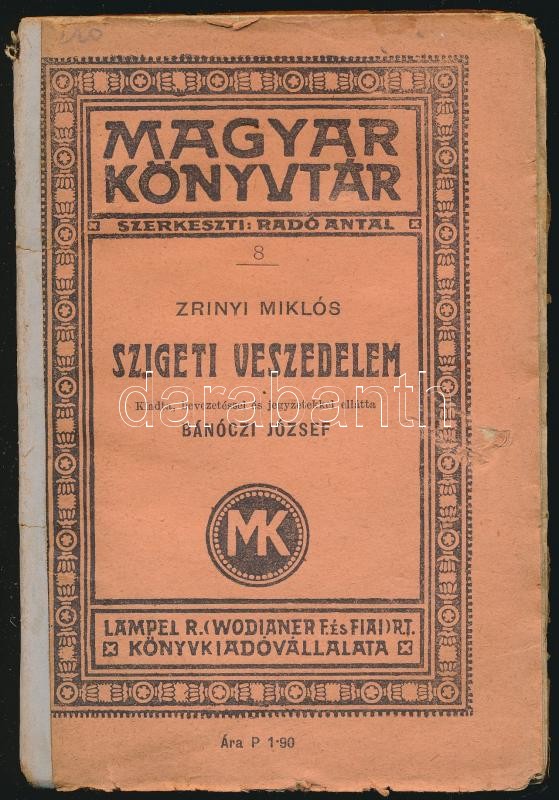 MAGYAR
KÖNYVTÁR
SZERKESZTI: RADÓ ANTAL
8
ZRINYI MIKLÓS
SZIGETI VESZEDELEM
darabanth
Kiadta, bevezetéssel és jegyzetekkel ellátta
BÁNÓCZI JÓZSEF
MK
LAMPEL R. (WODIANER F. és FIAI) R.T.
KÖNYVKIADÓVÁLLALATA
Ára P 1·90